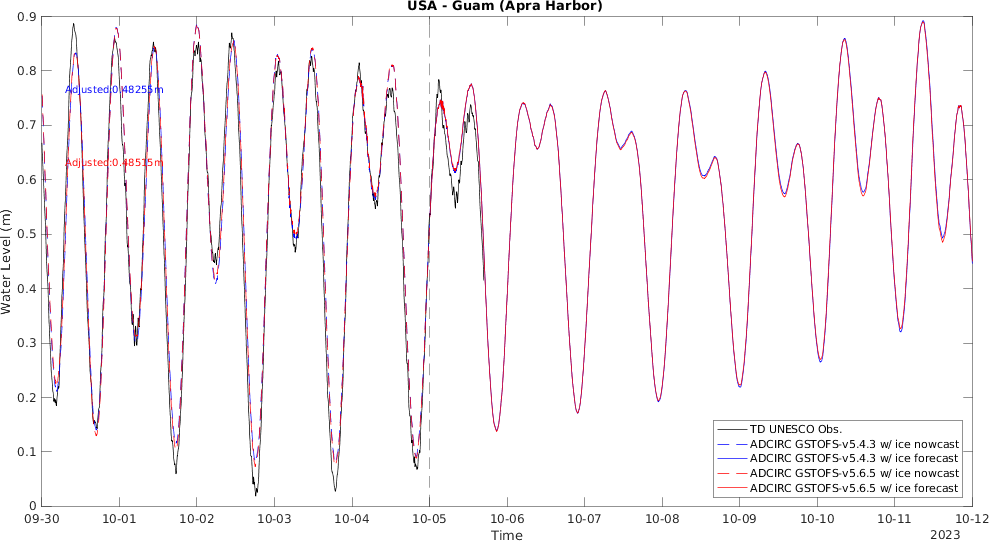 USA - Guam (Apra Harbor)
0.9
0.8
0.7
0.6
0.5
0.4
0.3
0.2
0.1
0
Water Level (m)
Adjusted:0.48255m
Adjusted:0.48515m
TD UNESCO Obs.
ADCIRC GSTOFS-v5.4.3 w/ ice nowcast
ADCIRC GSTOFS-v5.4.3 w/ ice forecast
ADCIRC GSTOFS-v5.6.5 w/ ice nowcast
ADCIRC GSTOFS-v5.6.5 w/ ice forecast
09-30 10-01 10-02 10-03 10-04 10-05 10-06 10-07 10-08 10-09 10-10 10-11 10-12
Time
2023